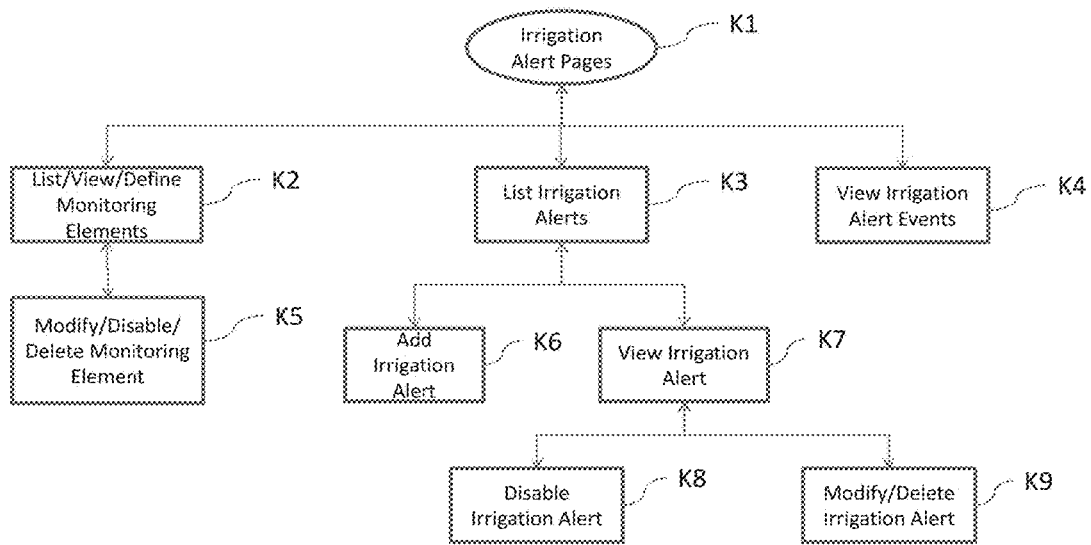 Irrigation
Alert Pages
K1
List/View/Define
Monitoring
Elements
K2
List Irrigation
Alerts
K3
View Irrigation
Alert Events
K4
Modify/Disable/
Delete Monitoring
Element
K5
Add
Irrigation
Alert
K6
View Irrigation
Alert
K7
Disable
Irrigation Alert
K8
Modify/Delete
Irrigation Alert
K9